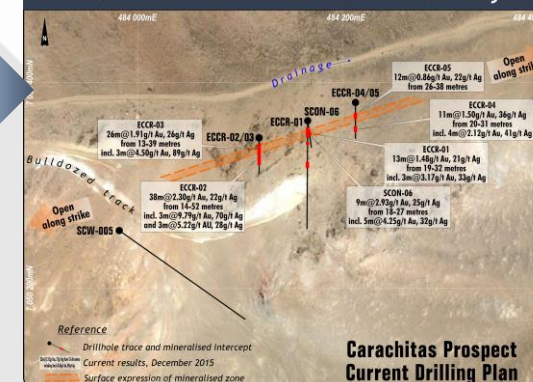 484 000mE
484 200mE
N
Drainage
Open
along strike
ECCR-05
12m@0.86g/t Au, 22g/t Ag
from 26-38 metres
ECCR-04/05
SCON-06
ECCR-01
ECCR-02/03
ECCR-04
11m@1.50g/t Au, 36g/t Ag
from 20-31 metres
incl. 4m@2.12g/t Au, 41g/t Ag
ECCR-03
26m@1.91g/t Au, 26g/t Ag
from 13-39 metres
incl. 3m@4.50g/t Au, 89g/t Ag
ECCR-01
13m@1.48g/t Au, 21g/t Ag
from 19-32 metres
incl. 3m@3.17g/t Au, 33g/t Ag
Bulldozed track
ECCR-02
38m@2.30g/t Au, 22g/t Ag
from 14-52 metres
incl. 3m@9.79g/t Au, 70g/t Ag
and 3m@5.22g/t AU, 28g/t Ag
SCON-06
9m@2.93g/t Au, 25g/t Ag
from 18-27 metres
incl. 5m@4.25g/t Au, 32g/t Ag
Open
along strike
SCW-005
Reference
Drillhole trace and mineralised intercept
Current results, December 2015
Surface expression of mineralised zone
Carachitas Prospect
Current Drilling Plan